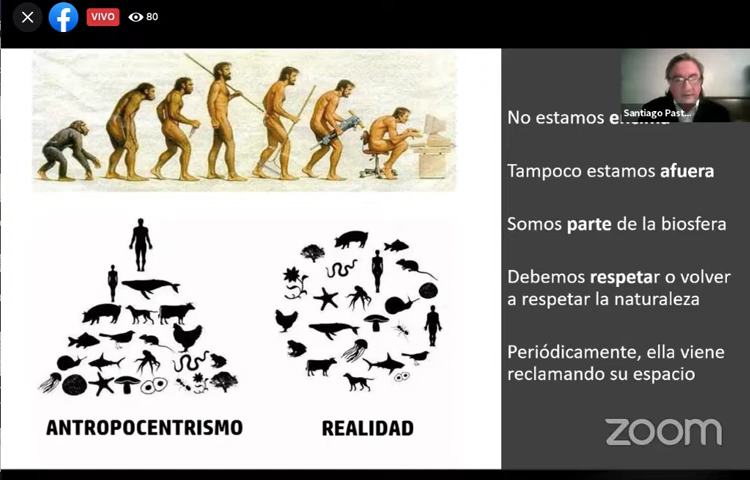 VIVO
80
Santiago Past...
No estamos
Tampoco estamos afuera
Somos parte de la biosfera
Debemos respetar o volver
a respetar la naturaleza
Periódicamente, ella viene
reclamando su espacio
ANTROPOCENTRISMO
REALIDAD
zoom